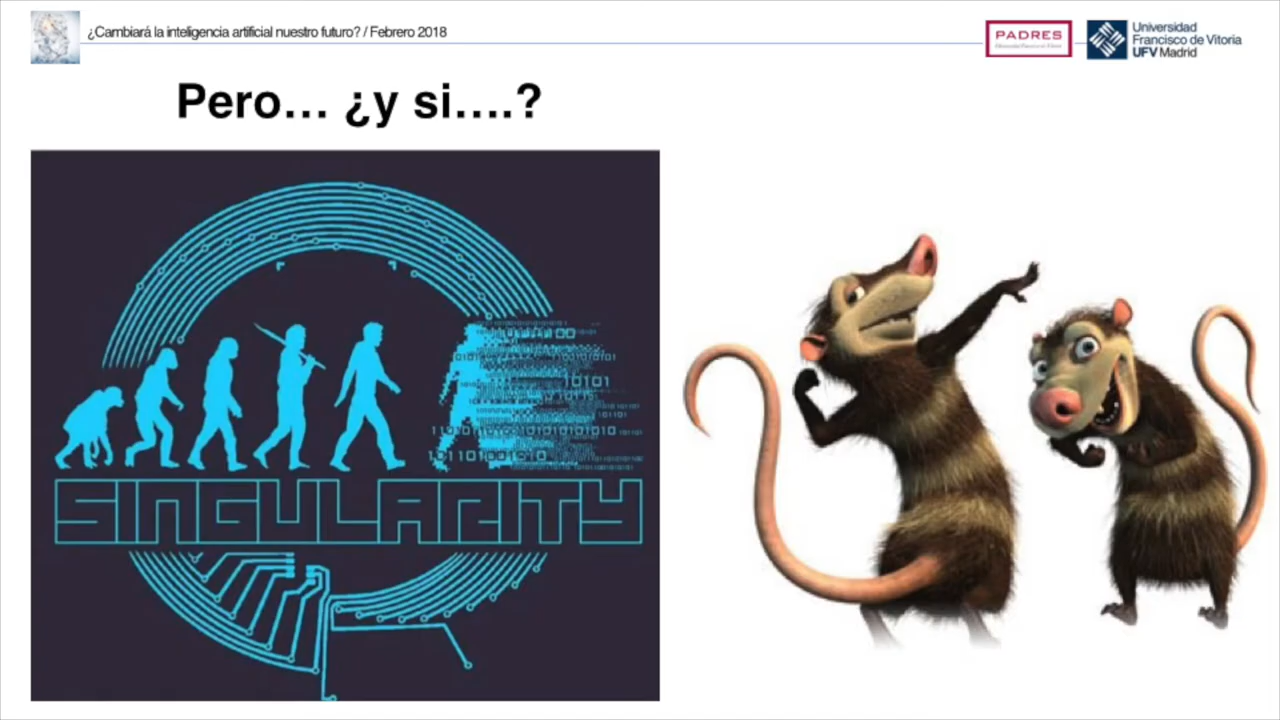 ¿Cambiará la inteligencia artificial nuestro futuro? / Febrero 2018
PADRES
Universidad
Francisco de Vitoria
UFV Madrid
Pero… ¿y si….?
10101
SINGULARITY